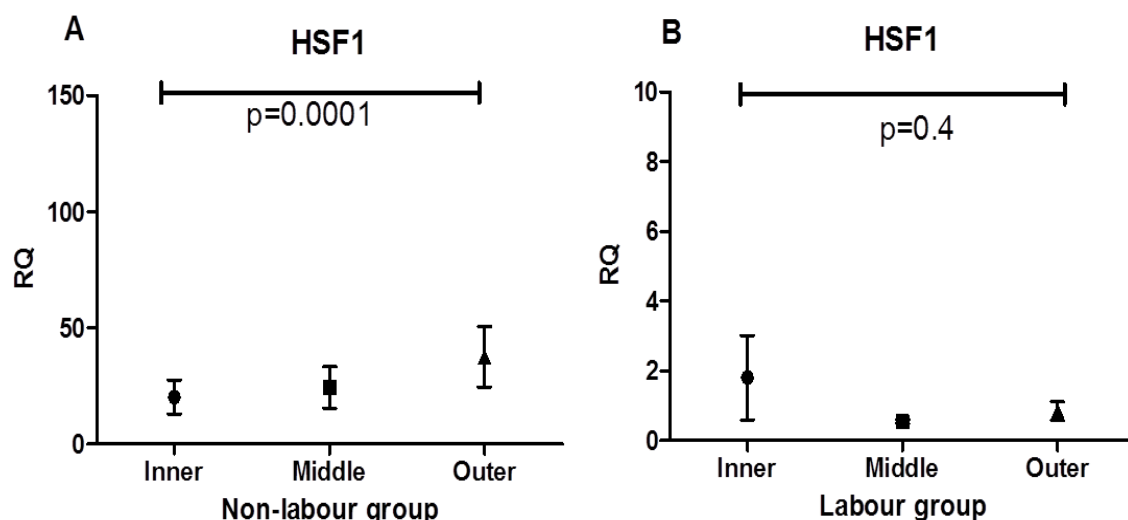 A
HSF1
p=0.0001
150
100
50
0
RQ
Inner Middle Outer
Non-labour group
B
HSF1
p=0.4
10
8
6
4
2
0
RQ
Inner Middle Outer
Labour group